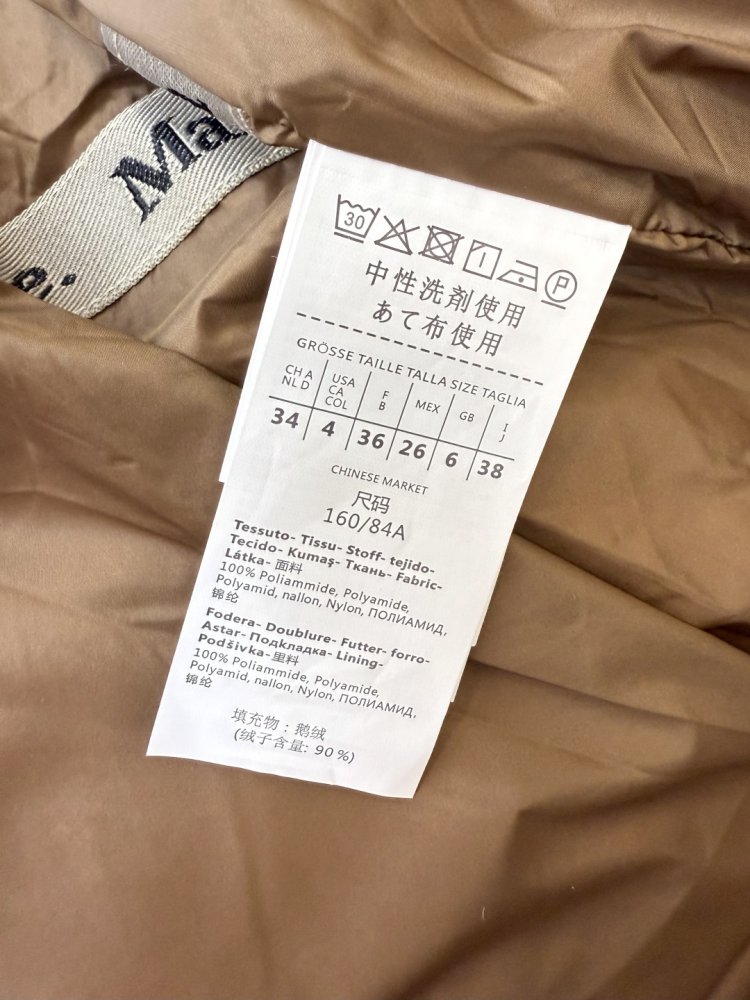 Ma
30
P
中性洗剤使用
あて布使用
GRÖSSE TAILLE TALLA SIZE TAGLIA
CH A NL D USA CA COL F B MEX GB I J
34 4 36 26 6 38
CHINESE MARKET
尺码
160/84A
Tessuto- Tissu- Stoff- tejido-
Tecido- Kumaş- Ткань- Fabric-
Látka- 面料
100% Poliammide, Polyamide,
Polyamid, nallon, Nylon, ПОЛИАМИД,
锦纶
Fodera- Doublure- Futter- forro-
Astar- Подкладка- Lining-
Podšivka- 里料
100% Poliammide, Polyamide,
Polyamid, nallon, Nylon, ПОЛИАМИД,
锦纶
填充物：鹅绒
(绒子含量: 90 %)